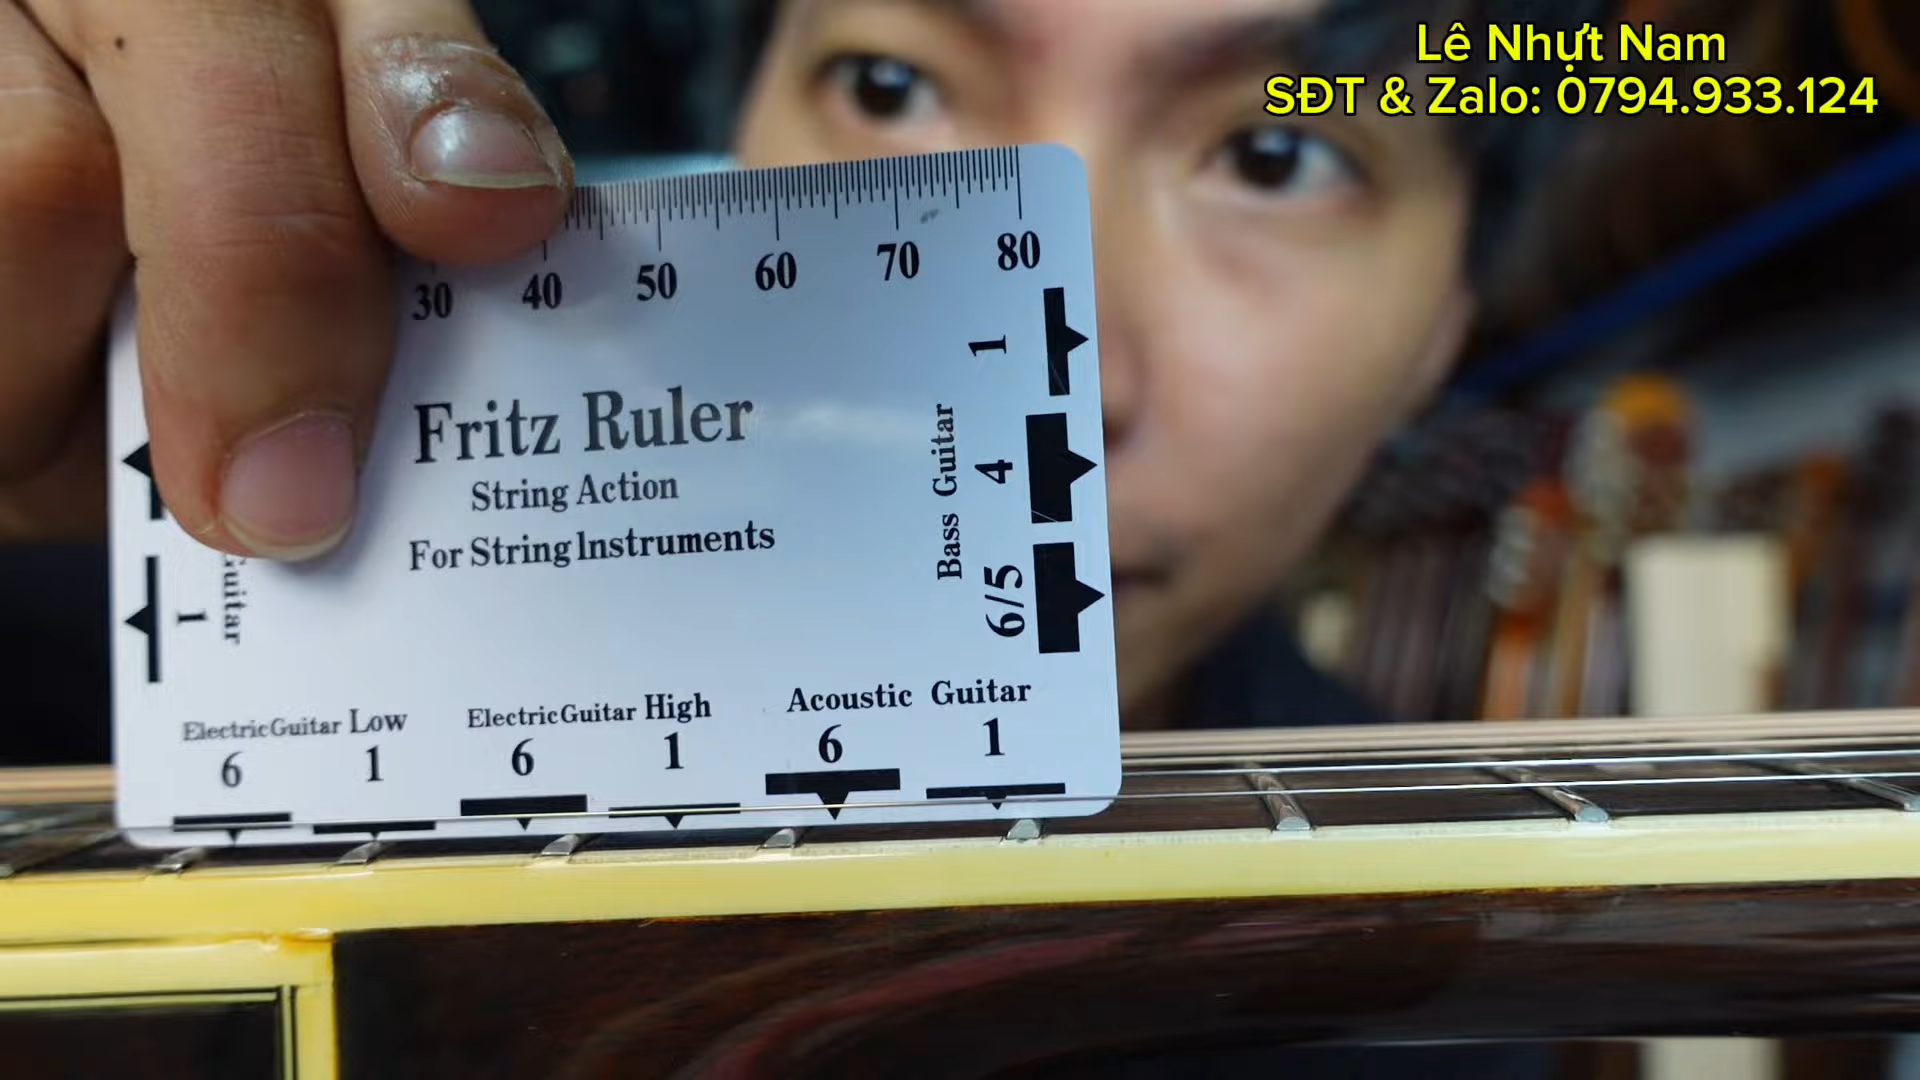 Lê Nhựt Nam
SĐT & Zalo: 0794.933.124
30 40 50 60 70 80
Fritz Ruler
String Action
For String Instruments
Bass Guitar
1
4
6/5
Guitar
1
Electric Guitar Low
6 1
Electric Guitar High
6 1
Acoustic Guitar
6 1